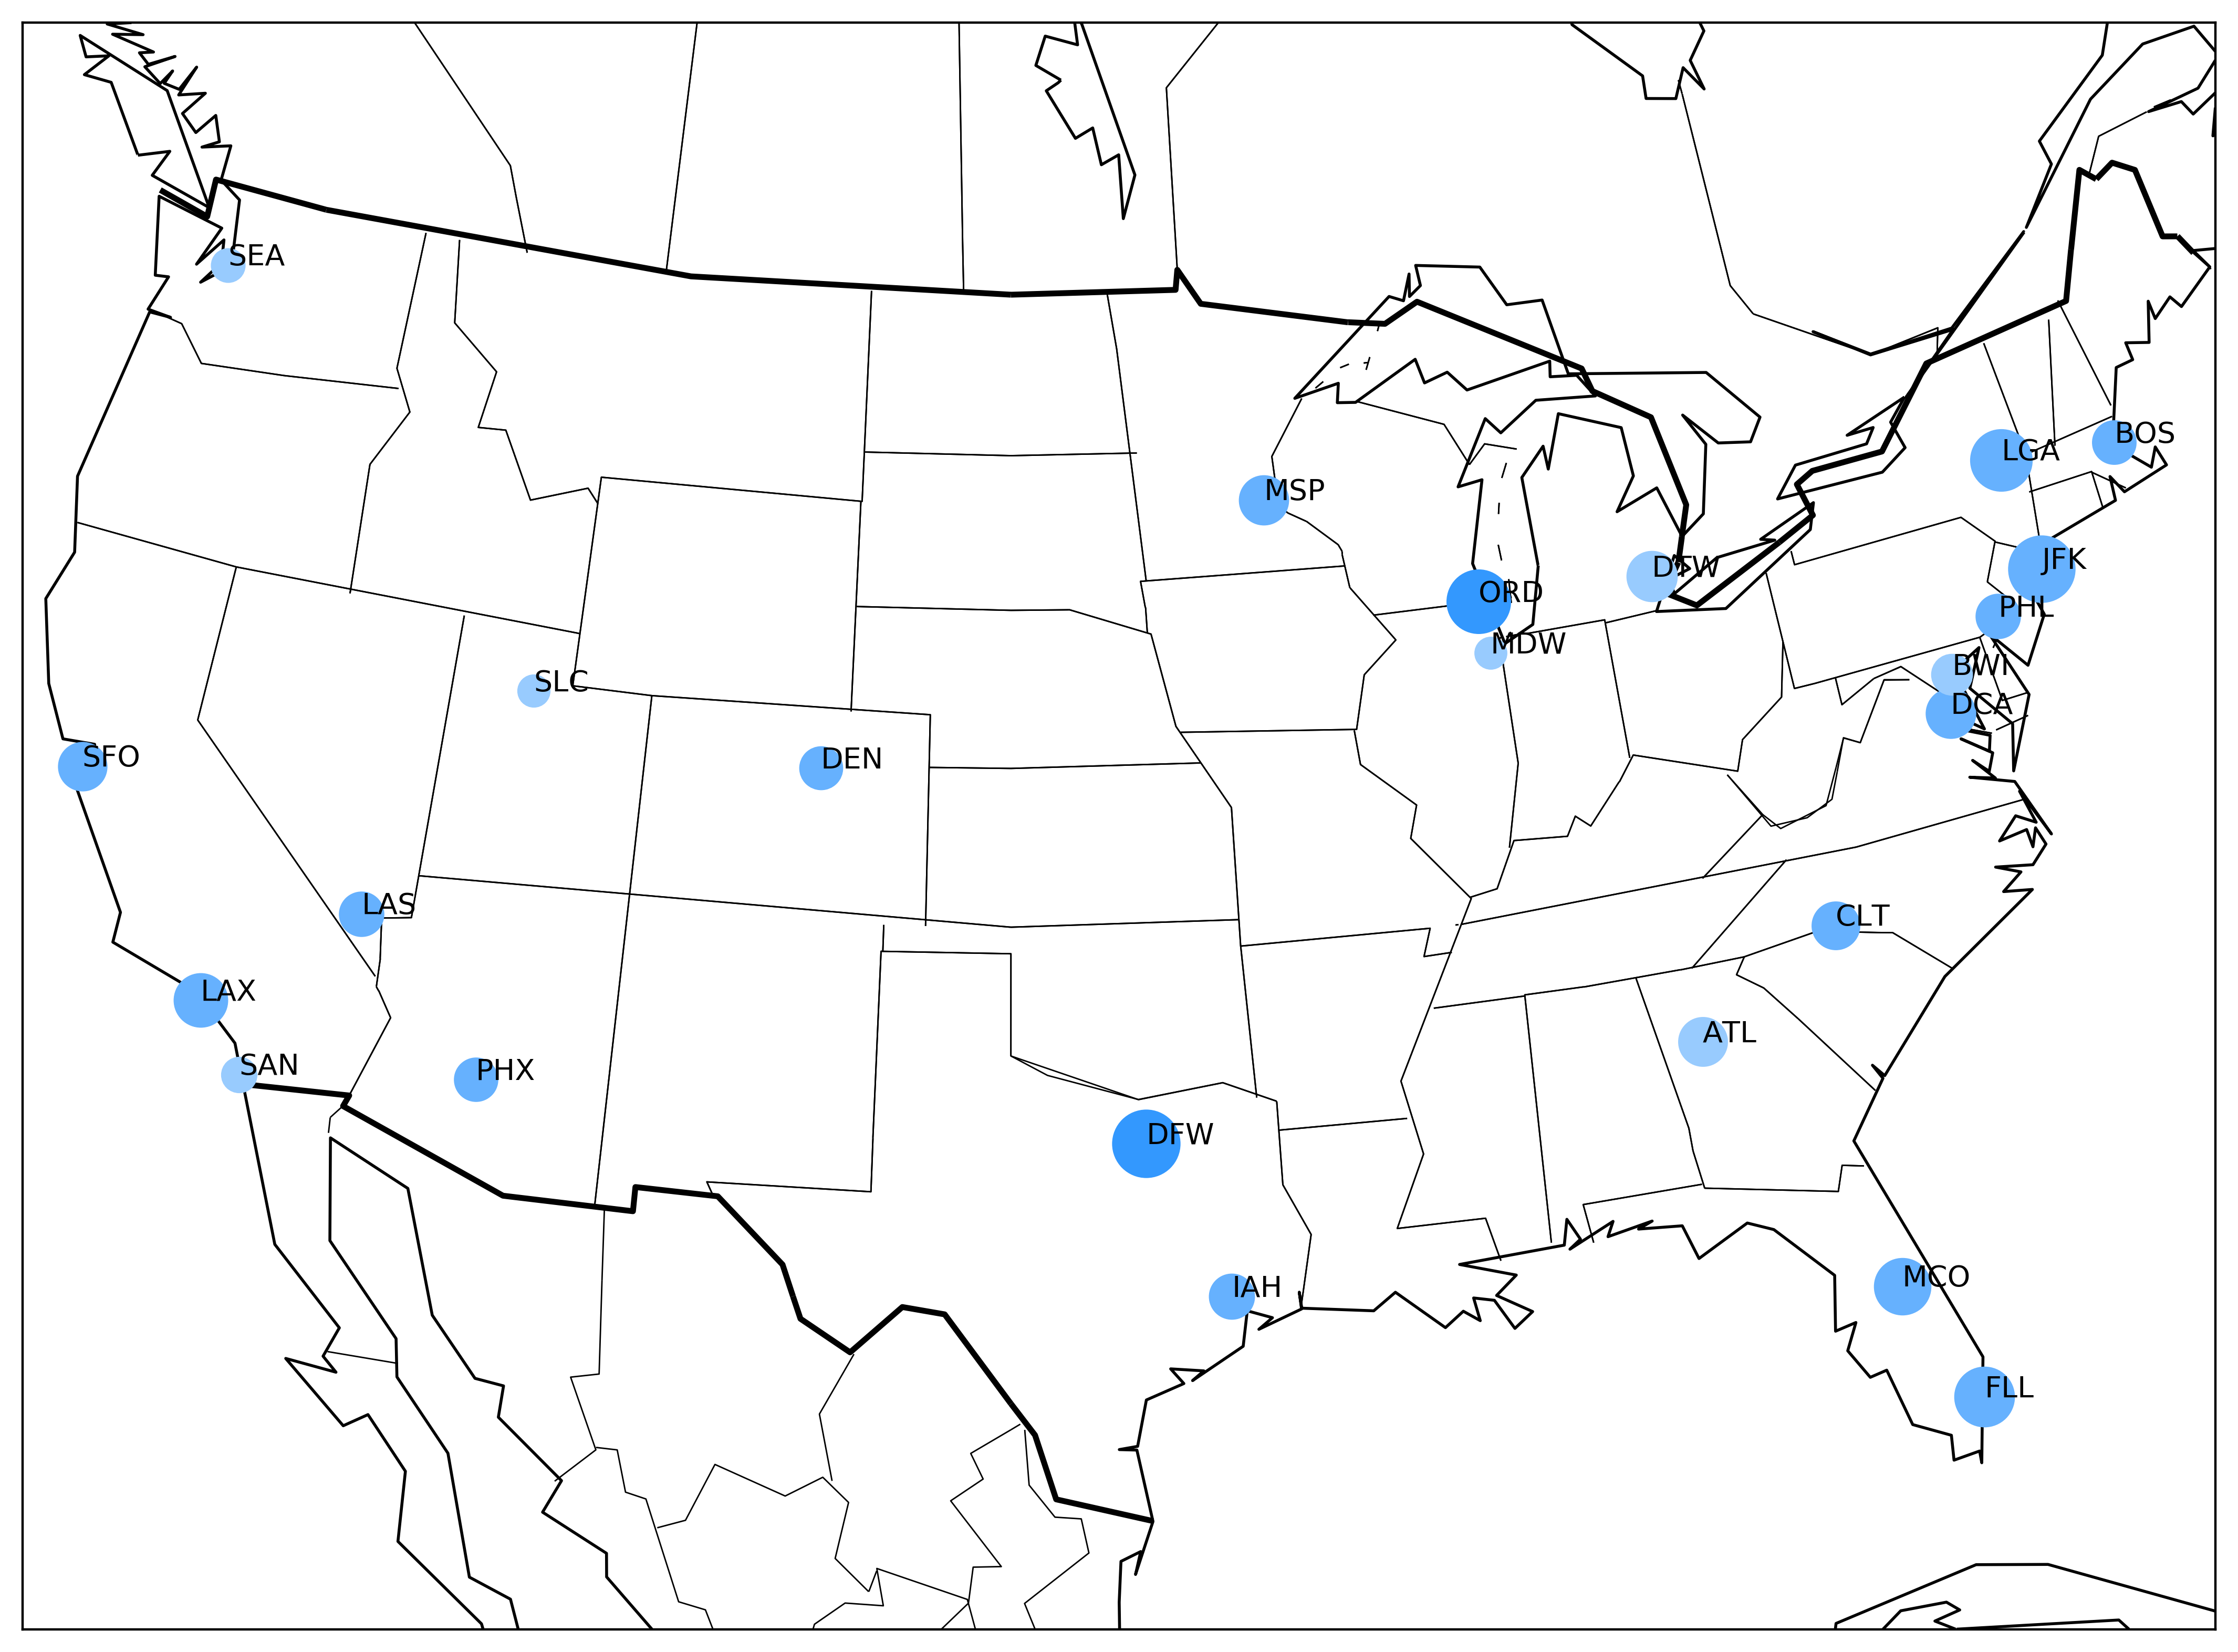 SEA
BOS
LGA
MSP
JFK
DTW
ORD
PHL
MDW
BWI
SLC
DCA
SFO
DEN
LAS
CLT
LAX
ATL
SAN
PHX
DFW
MCO
IAH
FLL